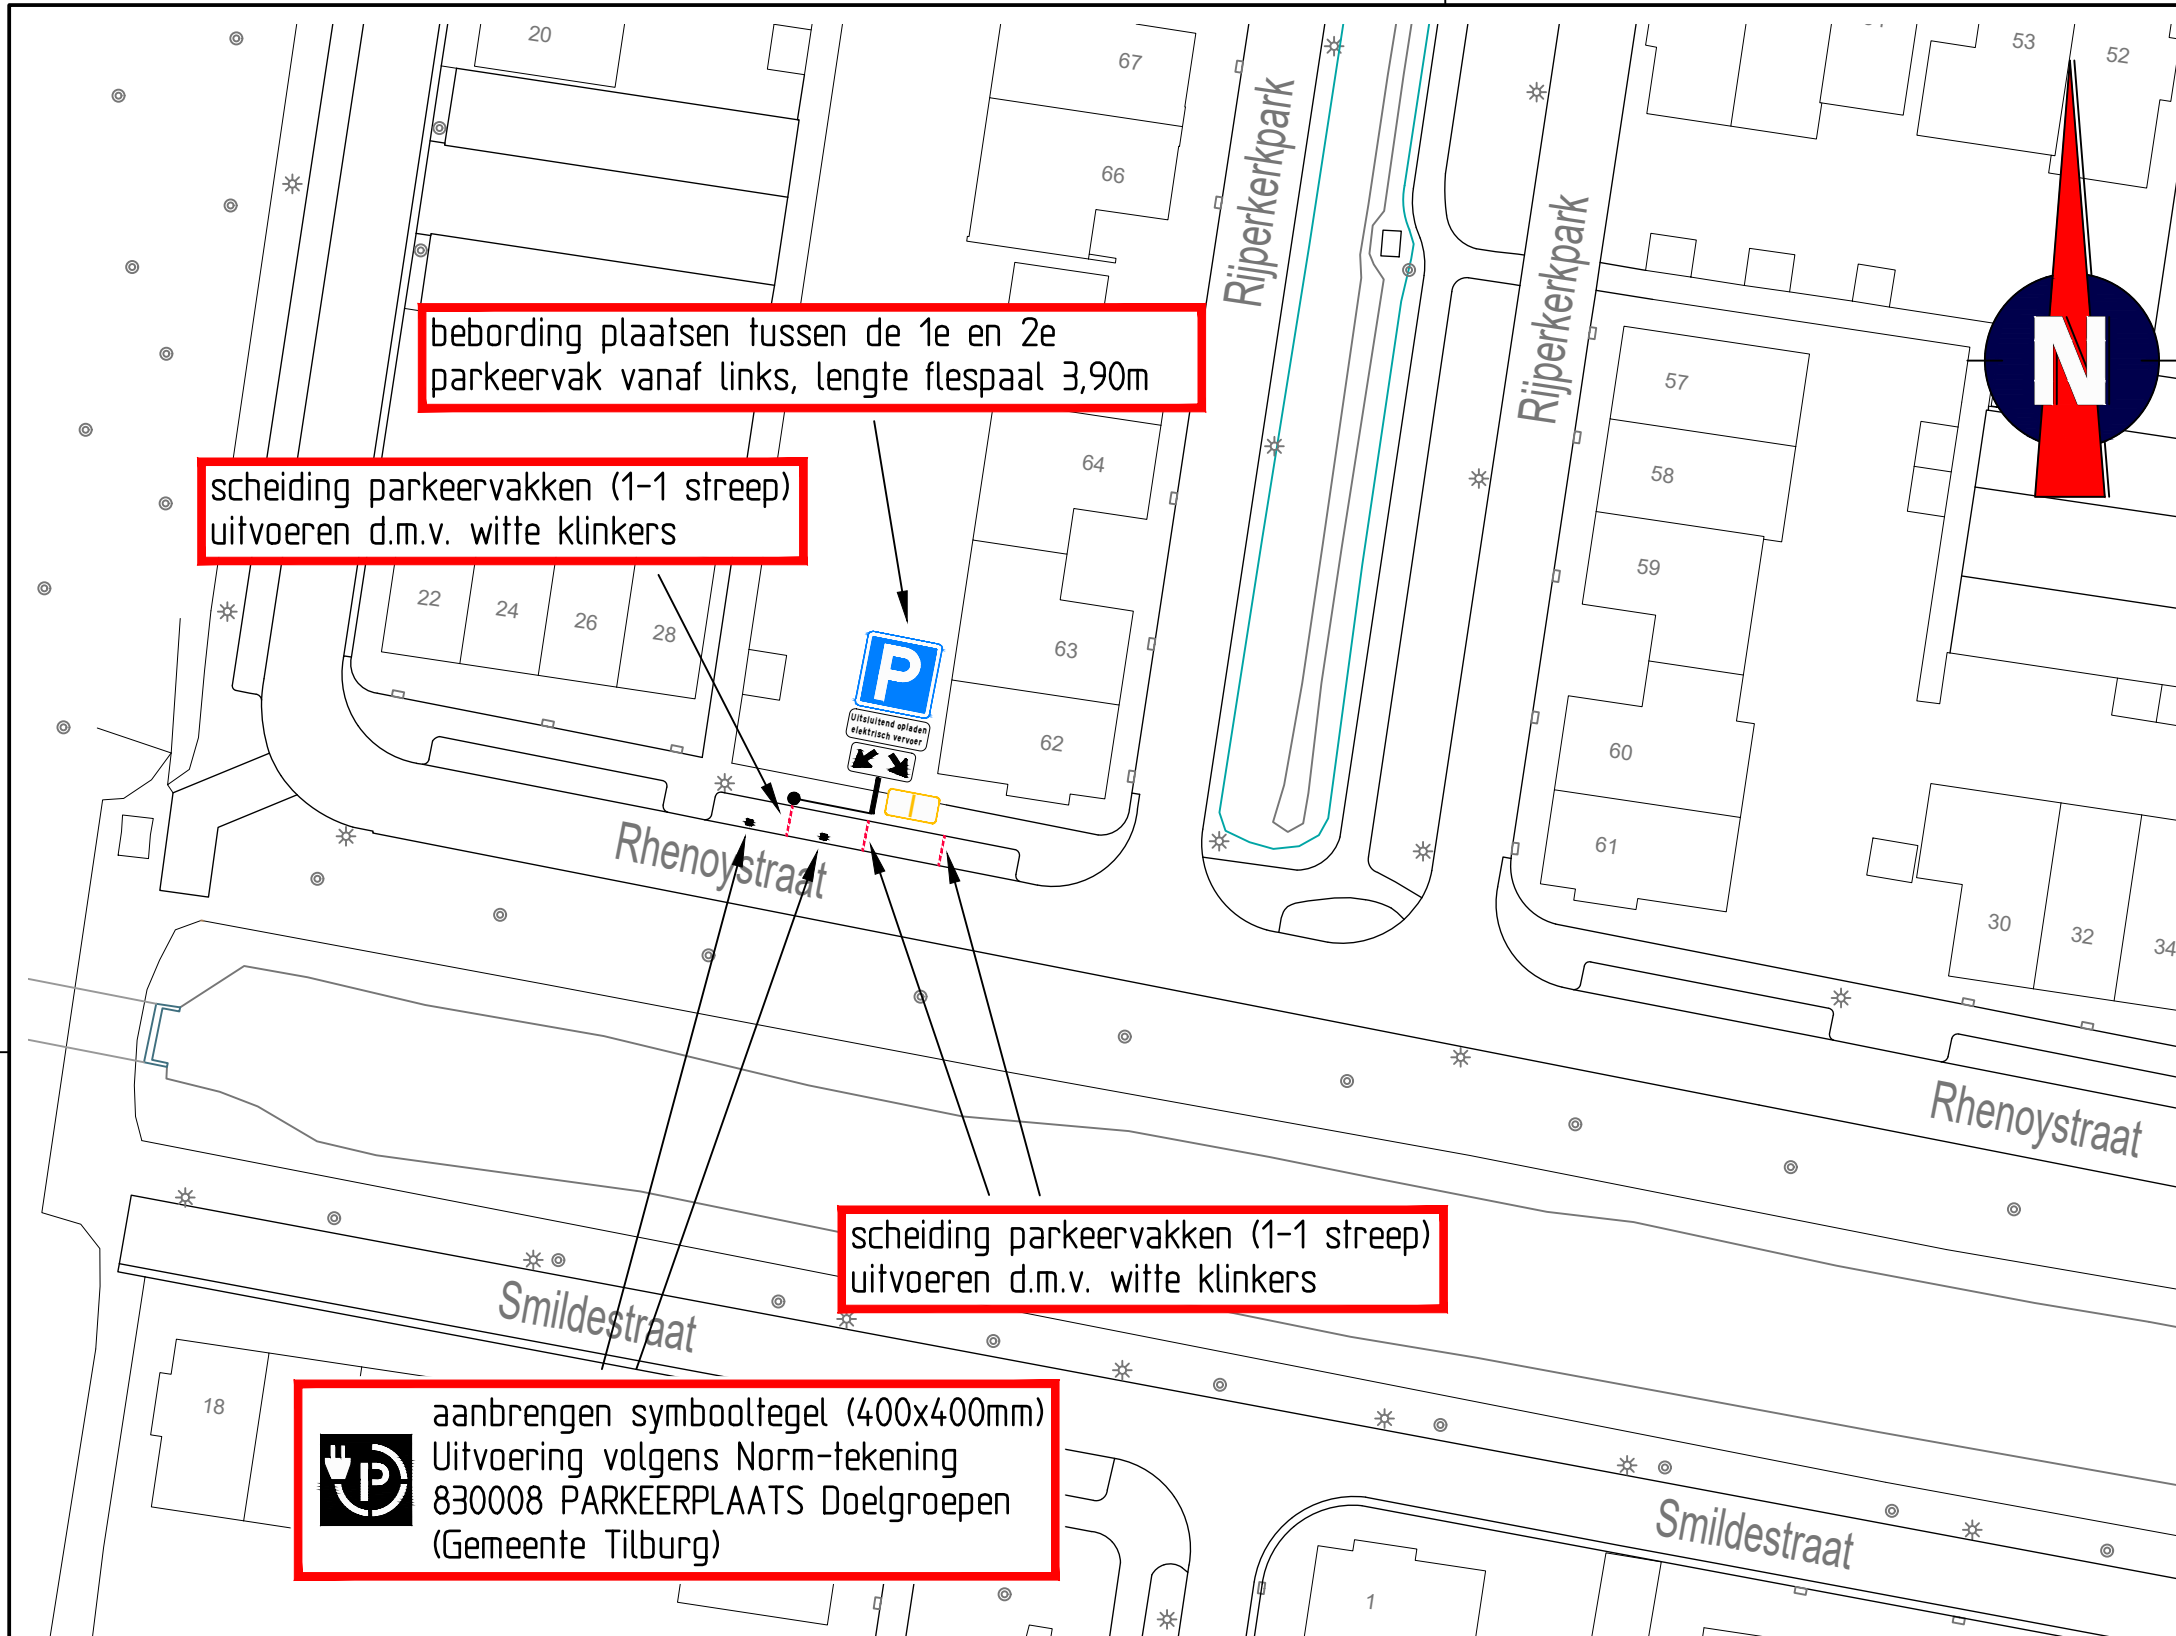 20
67
53
52
66
Rijperkerkpark
Rijperkerkpark
N
bebording plaatsen tussen de 1e en 2e
parkeervak vanaf links, lengte flespaal 3,90m
57
64
58
scheiding parkeervakken (1-1 streep)
uitvoeren d.m.v. witte klinkers
59
22
24
26
28
63
P
Uitsluitend opladen
elektrisch vervoer
62
60
61
Rhenoystraat
30
32
34
Rhenoystraat
scheiding parkeervakken (1-1 streep)
uitvoeren d.m.v. witte klinkers
Smildestraat
18
aanbrengen symbooltegel (400x400mm)
Uitvoering volgens Norm-tekening
830008 PARKEERPLAATS Doelgroepen
(Gemeente Tilburg)
P
Smildestraat
1